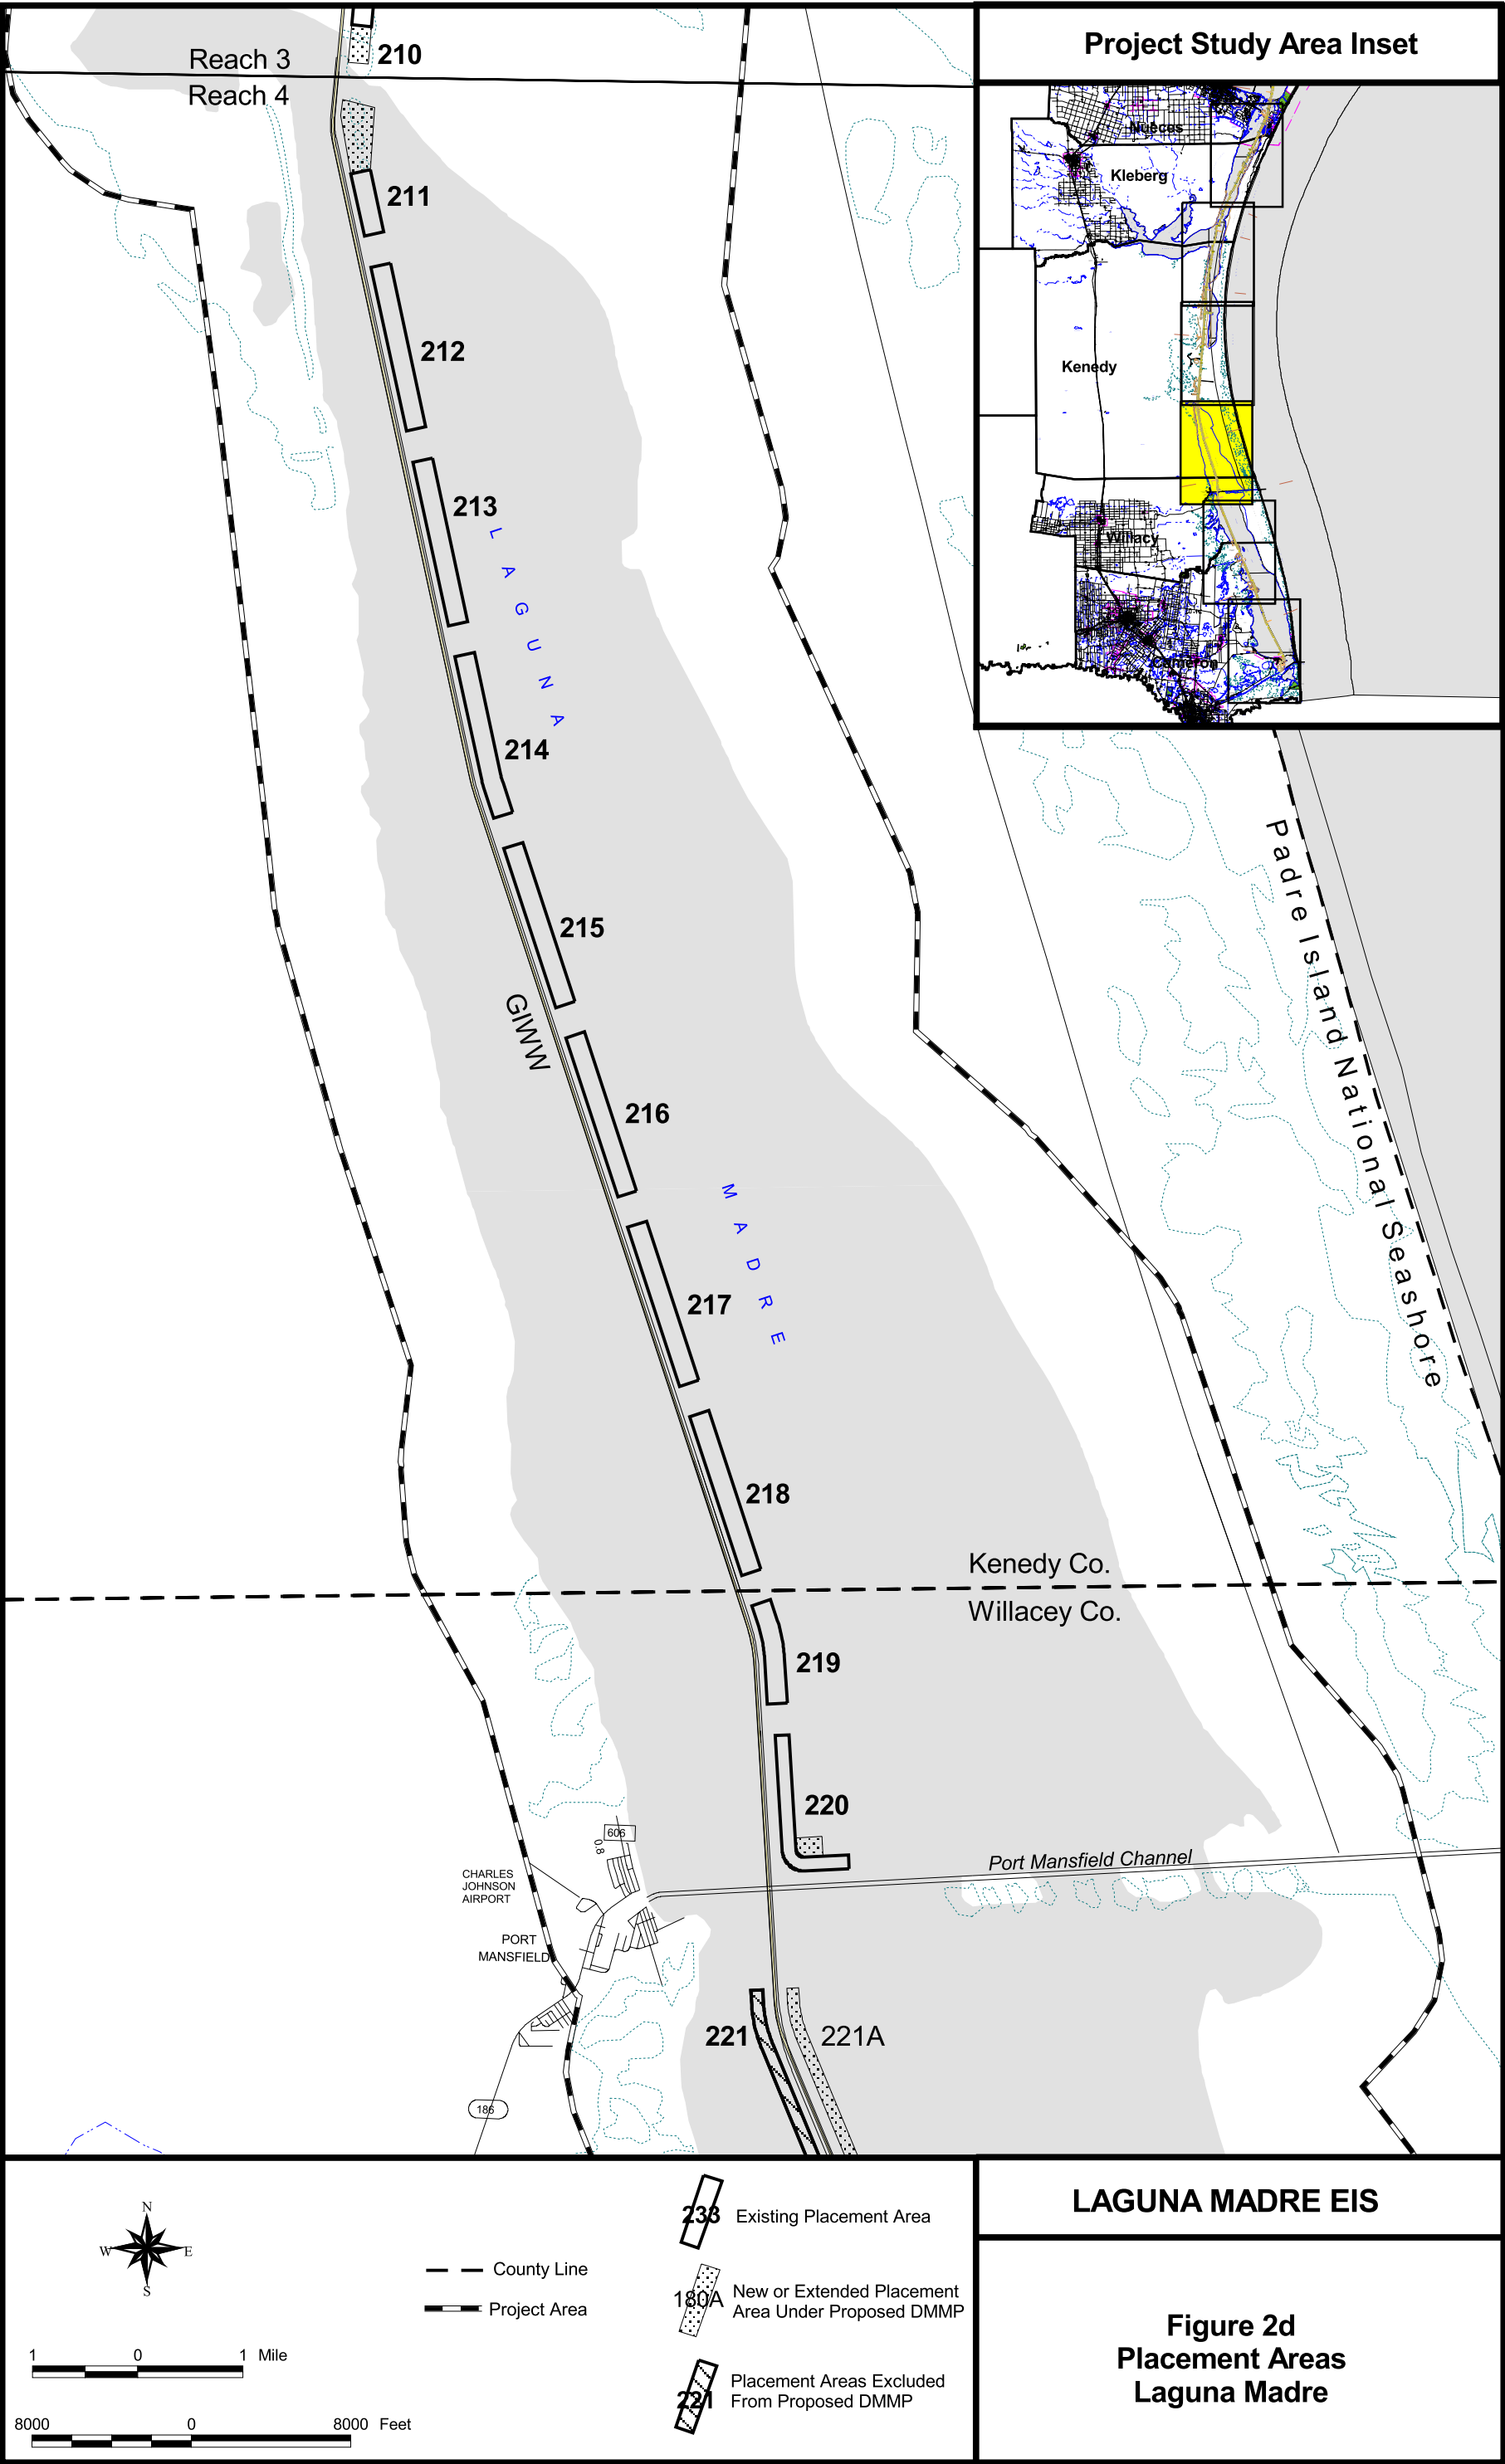 Project Study Area Inset
Nueces
Kleberg
Kenedy
Willacy
Cameron
Reach 3
210
Reach 4
211
212
213
LAGUNA
214
215
GIWW
216
MADRE
217
218
Padre Island National Seashore
Kenedy Co.
Willacey Co.
219
220
606
0.8
Port Mansfield Channel
CHARLES
JOHNSON
AIRPORT
PORT
MANSFIELD
221
221A
186
N
W E
S
County Line
Project Area
1 0 1 Mile
8000 0 8000 Feet
233 Existing Placement Area
180A New or Extended Placement
Area Under Proposed DMMP
221 Placement Areas Excluded
From Proposed DMMP
LAGUNA MADRE EIS
Figure 2d
Placement Areas
Laguna Madre